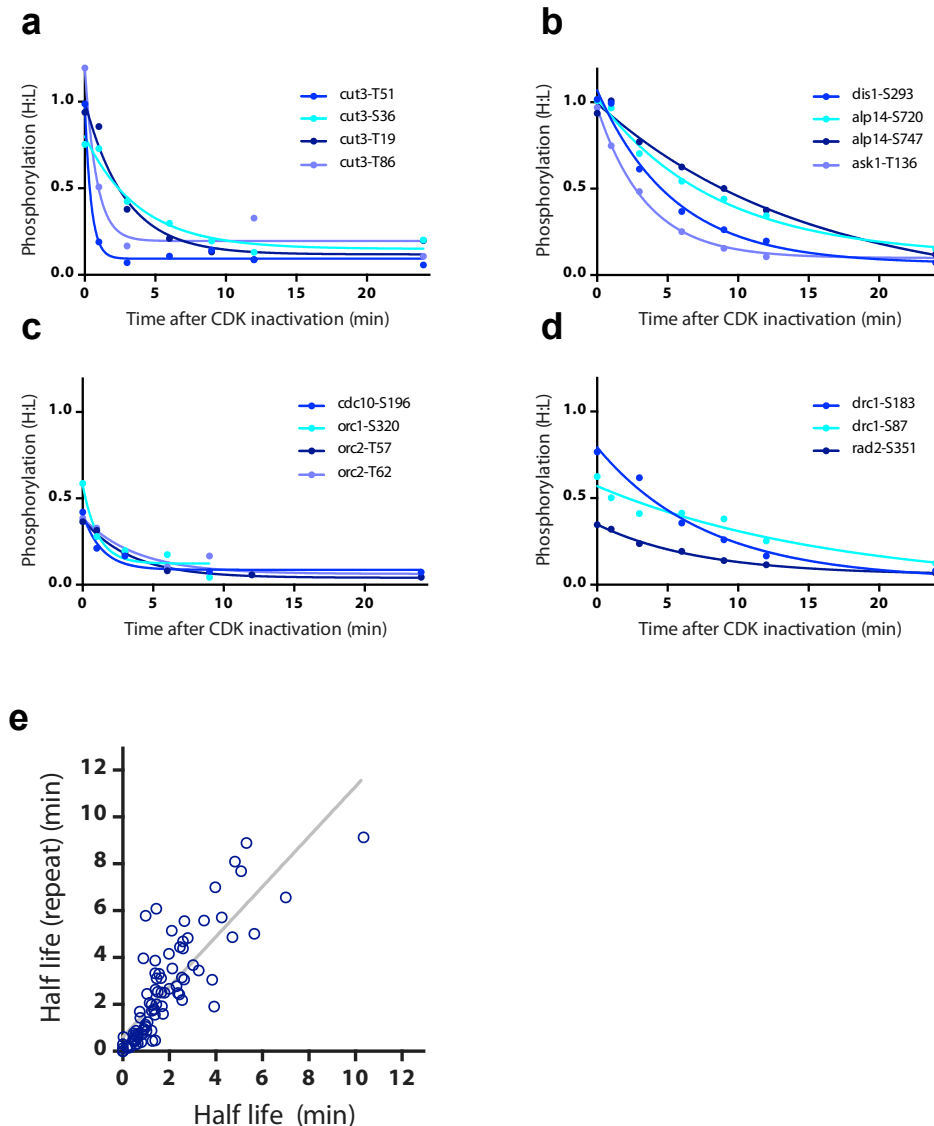 a
Phosphorylation (H:L)
1.0
0.5
0.0
0 5 10 15 20
Time after CDK inactivation (min)
cut3-T51
cut3-S36
cut3-T19
cut3-T86
b
Phosphorylation (H:L)
1.0
0.5
0.0
0 5 10 15 20
Time after CDK inactivation (min)
dis1-S293
alp14-S720
alp14-S747
ask1-T136
c
Phosphorylation (H:L)
1.0
0.5
0.0
0 5 10 15 20
Time after CDK inactivation (min)
cdc10-S196
orc1-S320
orc2-T57
orc2-T62
d
Phosphorylation (H:L)
1.0
0.5
0.0
0 5 10 15 20
Time after CDK inactivation (min)
drc1-S183
drc1-S87
rad2-S351
e
Half life (repeat) (min)
12
10
8
6
4
2
0
0 2 4 6 8 10 12
Half life (min)